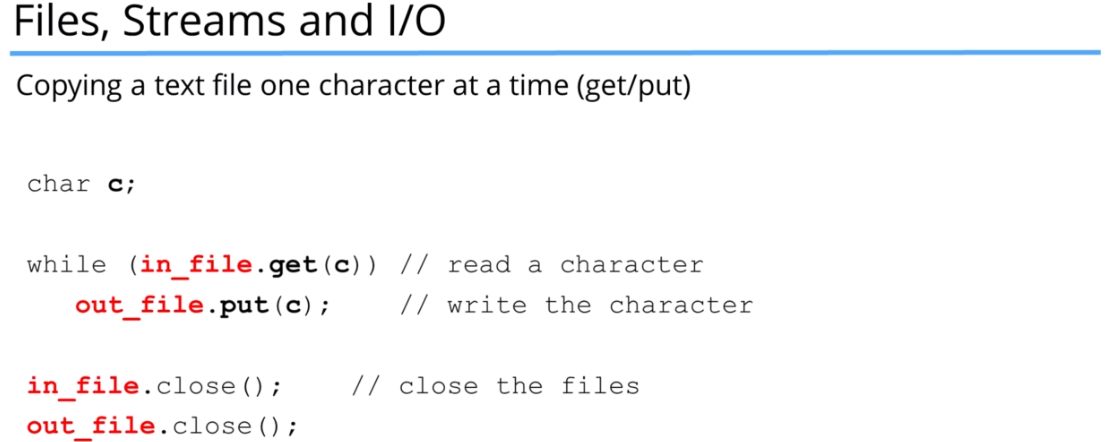 Files, Streams and I/O
Copying a text file one character at a time (get/put)
char c;
while (in_file.get(c)) // read a character
out_file.put(c); // write the character
in_file.close(); // close the files
out_file.close();